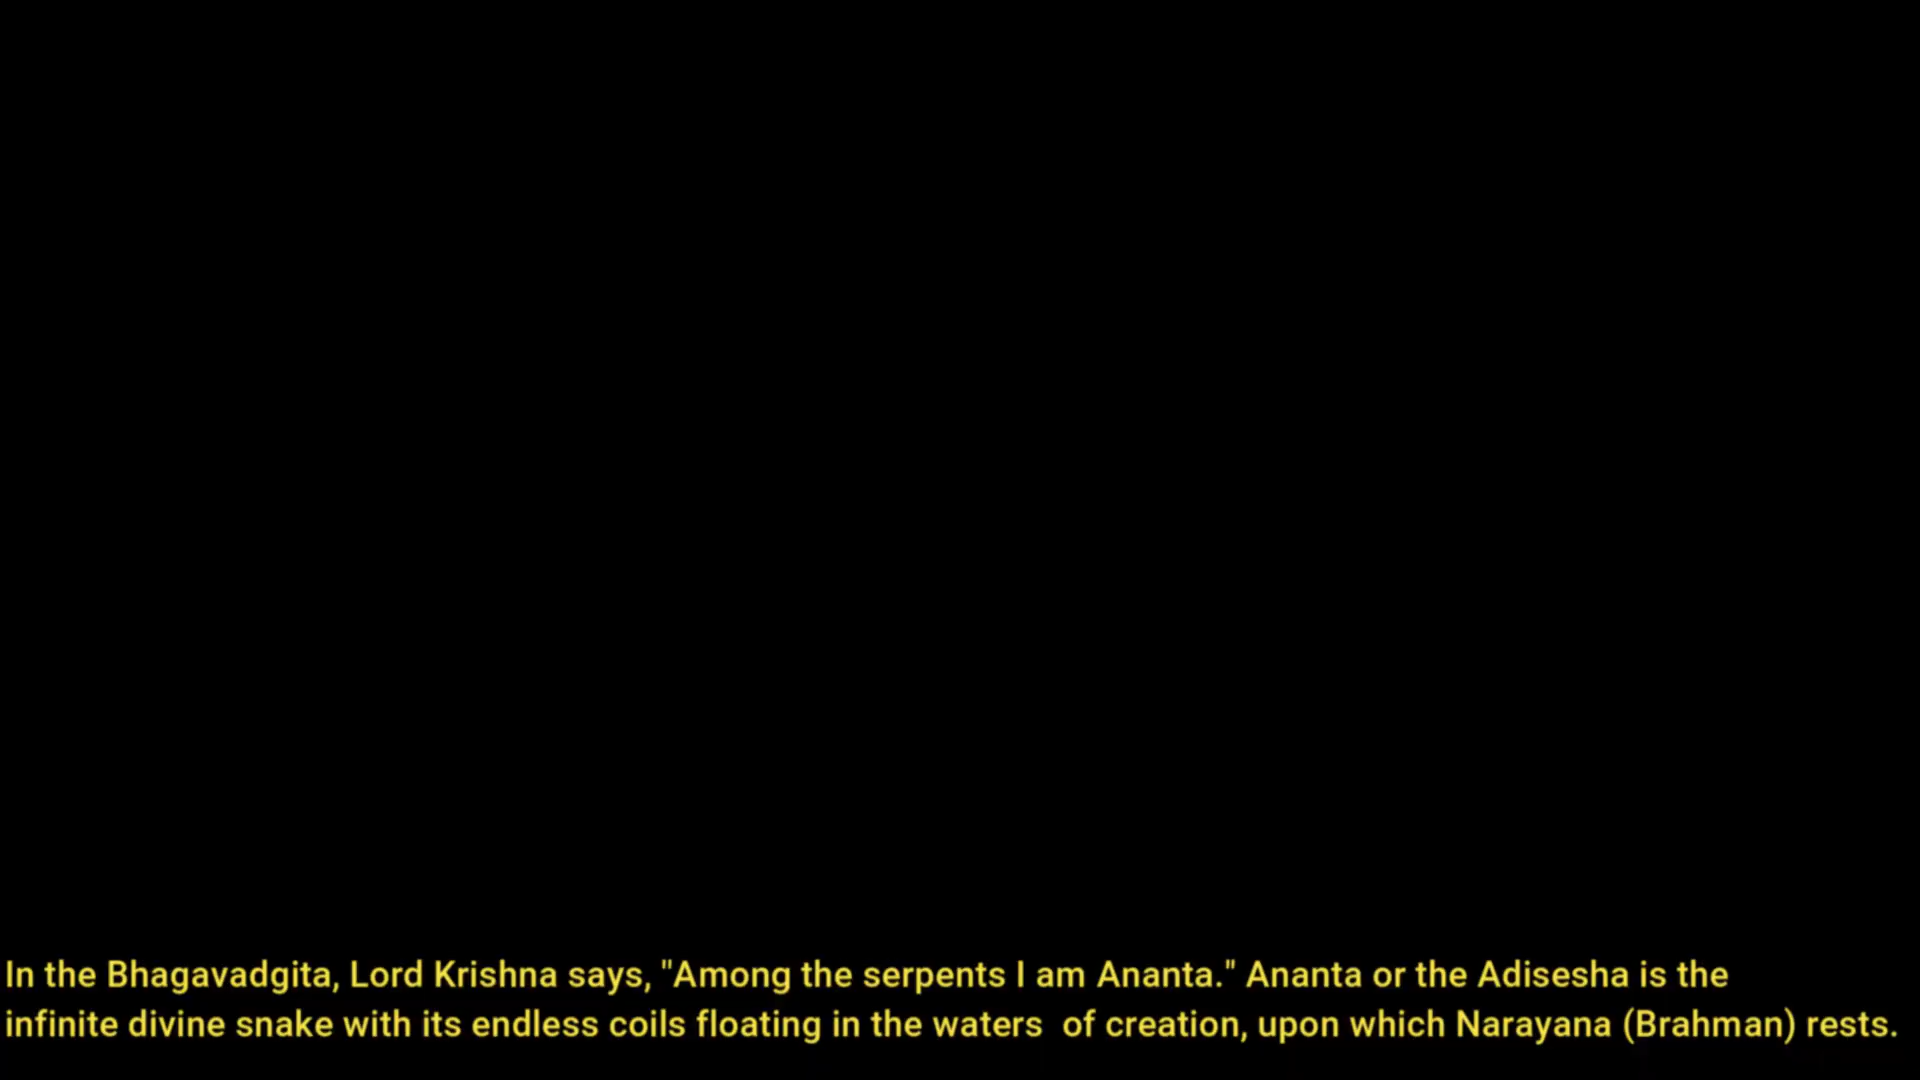 In the Bhagavadgita, Lord Krishna says, "Among the serpents I am Ananta." Ananta or the Adisesha is the
infinite divine snake with its endless coils floating in the waters  of creation, upon which Narayana (Brahman) rests.